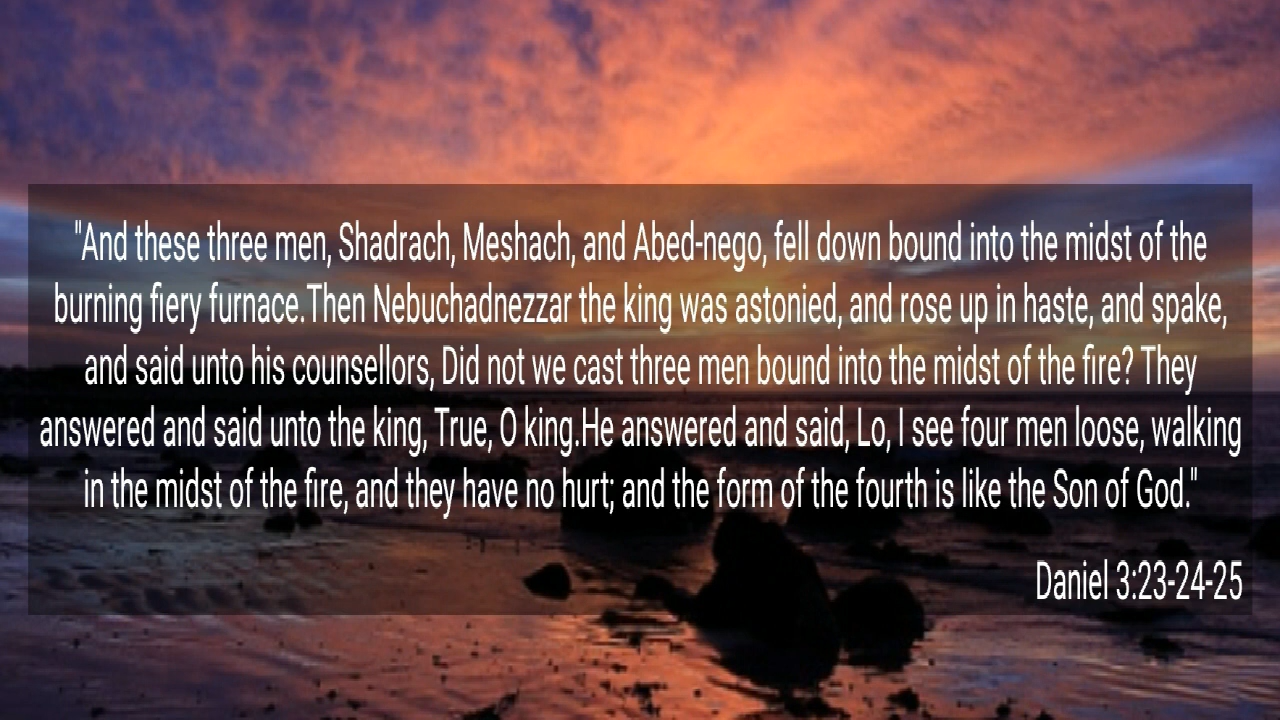 "And these three men, Shadrach, Meshach, and Abed-nego, fell down bound into the midst of the
burning fiery furnace.Then Nebuchadnezzar the king was astonied, and rose up in haste, and spake,
and said unto his counsellors, Did not we cast three men bound into the midst of the fire? They
answered and said unto the king, True, O king.He answered and said, Lo, I see four men loose, walking
in the midst of the fire, and they have no hurt; and the form of the fourth is like the Son of God."
Daniel 3:23-24-25